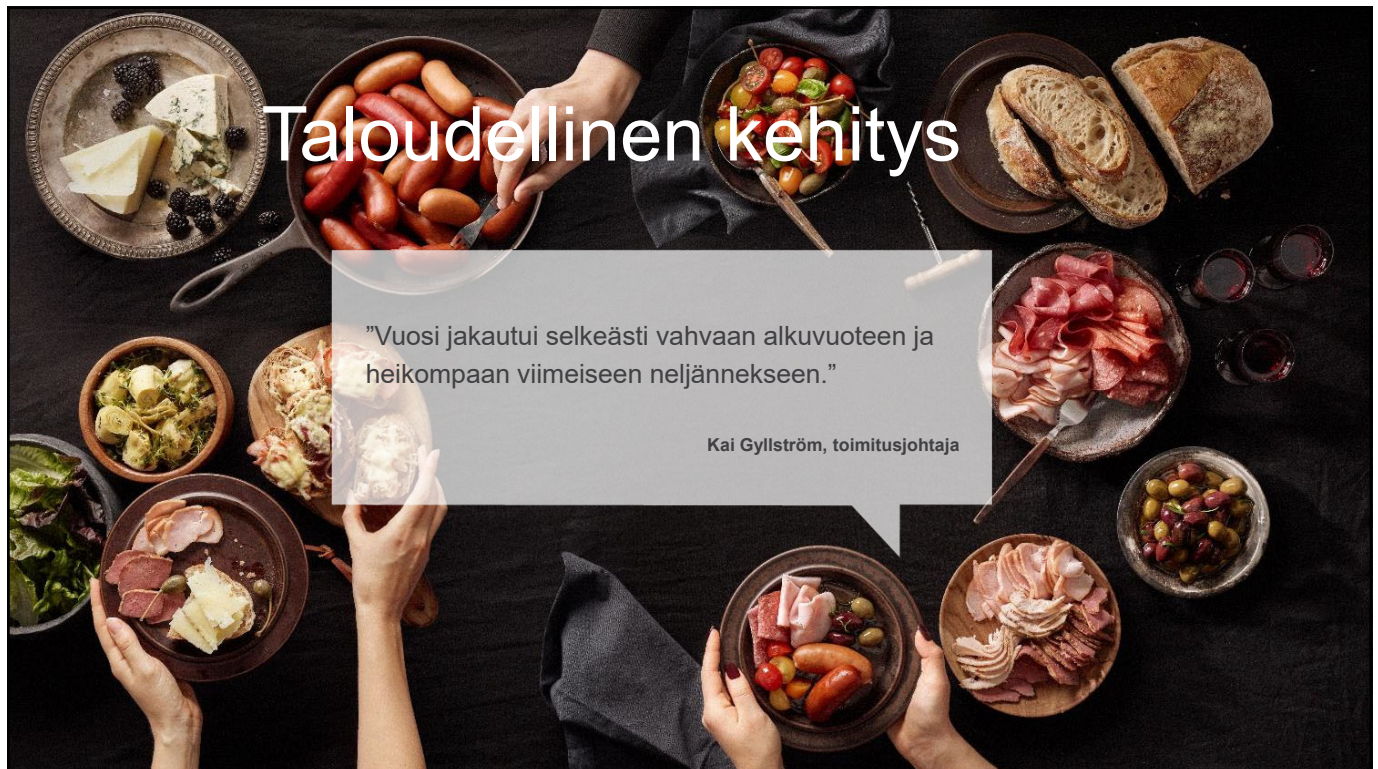 Taloudellinen kehitys
”Vuosi jakautui selkeästi vahvaan alkuvuoteen ja
heikompaan viimeiseen neljännekseen.”
Kai Gyllström, toimitusjohtaja